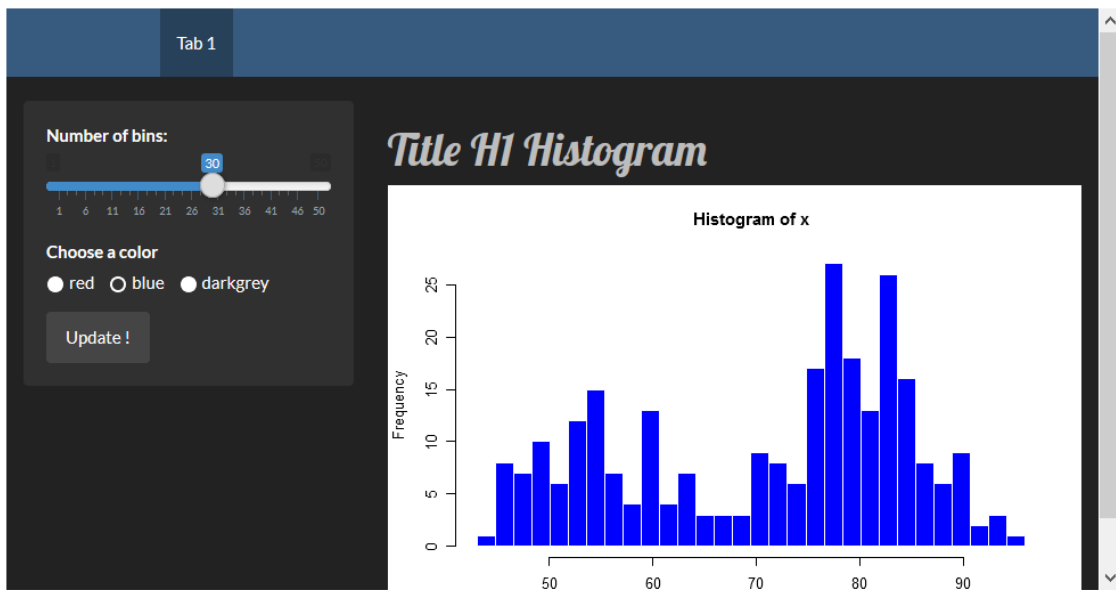 Tab 1
Number of bins:
30
1 6 11 16 21 26 31 36 41 46 50
Choose a color
red blue darkgrey
Update !
Title H1 Histogram
Histogram of x
Frequency
25
20
15
10
5
0
50 60 70 80 90